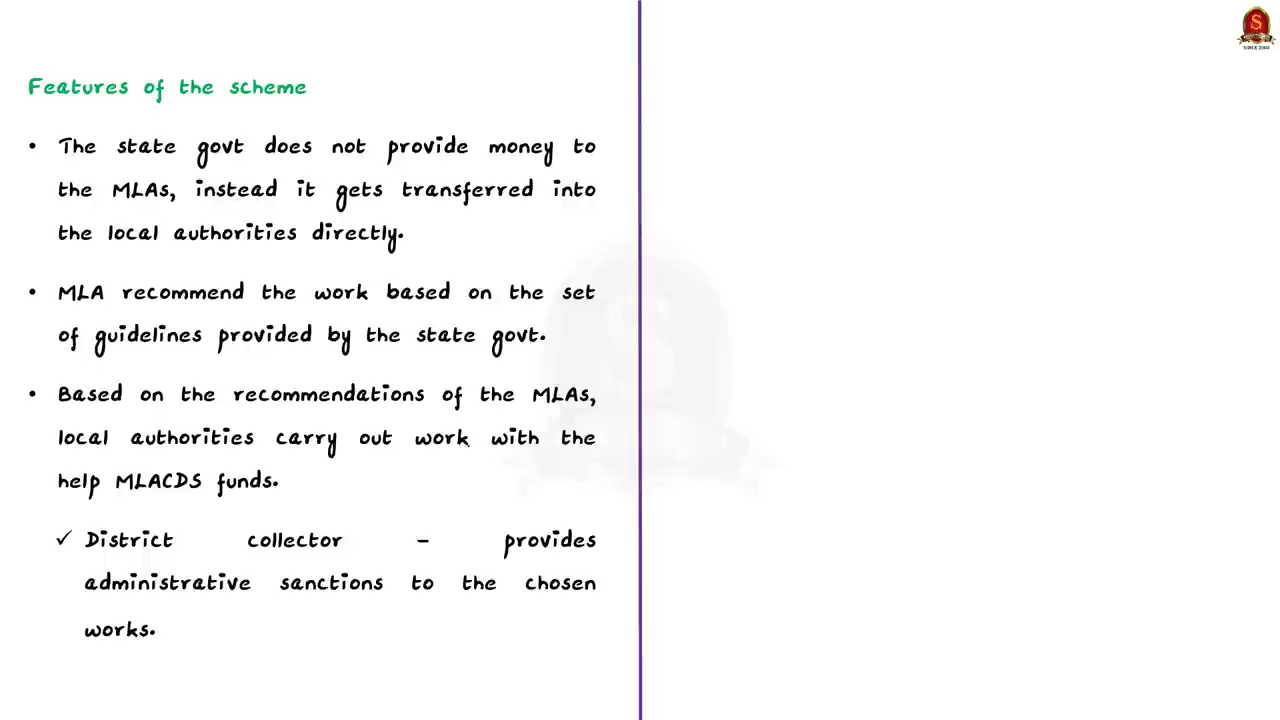 Features of the scheme
• The state govt does not provide money to
the MLAs, instead it gets transferred into
the local authorities directly.
• MLA recommend the work based on the set
of guidelines provided by the state govt.
• Based on the recommendations of the MLAs,
local authorities carry out work with the
help MLACDS funds.
✓ District collector – provides
administrative sanctions to the chosen
works.
S
SINCE 2004